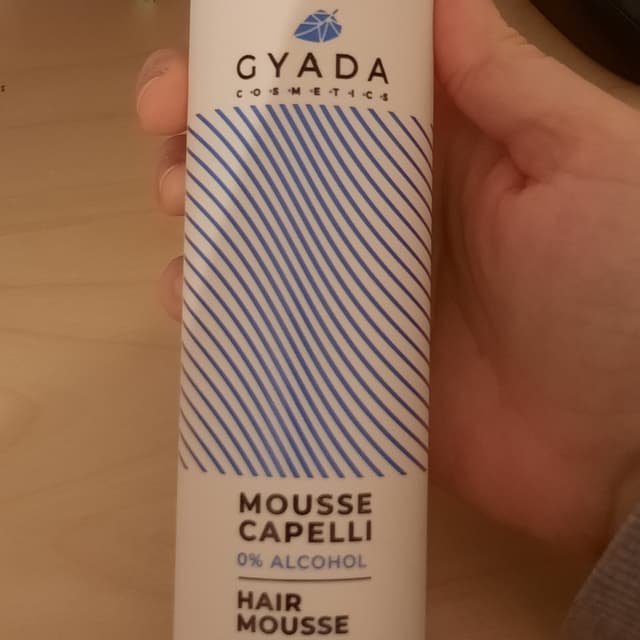 GYADA
COSMETICS
MOUSSE
CAPELLI
0% ALCOHOL
HAIR
MOUSSE